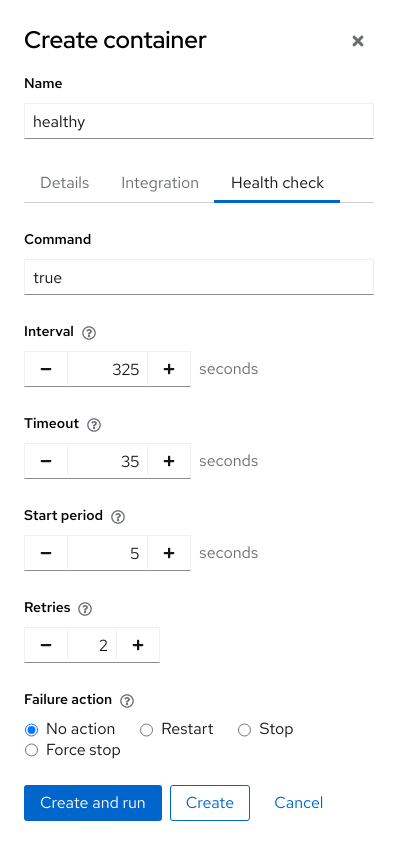 Create container
Name
healthy
Details Integration Health check
Command
true
Interval
325 seconds
Timeout
35 seconds
Start period
5 seconds
Retries
2
Failure action
No action Restart Stop
Force stop
Create and run Create Cancel